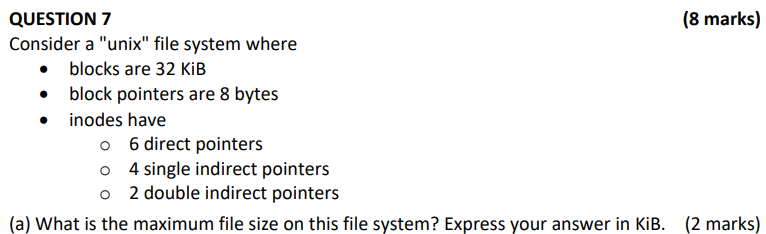 QUESTION 7 (8 marks)
Consider a "unix" file system where
• blocks are 32 KiB
• block pointers are 8 bytes
• inodes have
o 6 direct pointers
o 4 single indirect pointers
o 2 double indirect pointers
(a) What is the maximum file size on this file system? Express your answer in KiB. (2 marks)